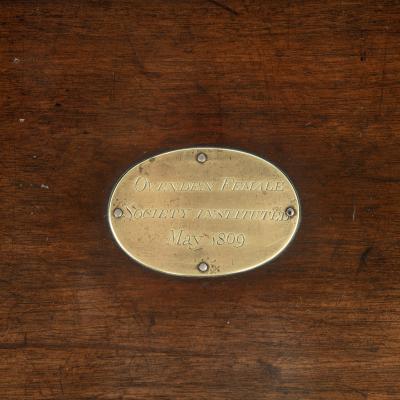 Ovenden Female
Society instituted
May 1809